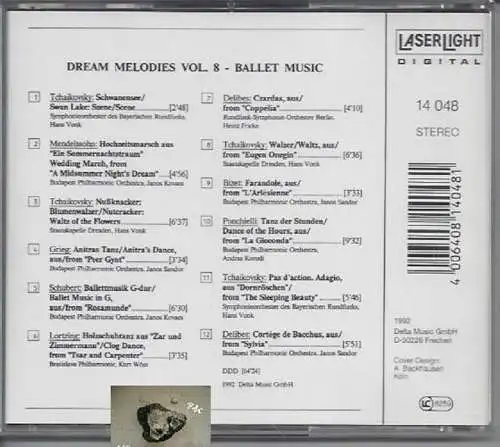 DREAM MELODIES VOL. 8 - BALLET MUSIC
1 Tchaikovsky: Schwanensee/
Swan Lake: Szene/Scene [2'48]
Symphonieorchester des Bayerischen Rundfunks,
Hans Vonk
2 Mendelssohn: Hochzeitsmarsch aus
"Ein Sommernachtstraum"
Wedding March, from
"A Midsummer Night's Dream" [4'56]
Budapest Philharmonic Orchestra, Janos Kovacs
3 Tschaikovsky: Nußknacker:
Blumenwalzer/Nutcracker:
Waltz of the Flowers [6'37]
Staatskapelle Dresden, Hans Vonk
4 Grieg: Anitras Tanz/Anitra's Dance,
aus/from "Peer Gynt" [3'34]
Budapest Philharmonic Orchestra, Janos Sandor
5 Schubert: Ballettmusik G-dur/
Ballet Music in G,
aus/from "Rosamunde" [6'30]
Budapest Philharmonic Orchestra, Janos Kovacs
6 Lortzing: Holzschuhtanz aus "Zar und
Zimmermann"/Clog Dance,
from "Tsar and Carpenter" [3'35]
Bratislava Philharmonic, Kurt Wöss
7 Delibes: Czardas, aus/
from "Coppélia" [4'10]
Rundfunk-Symphonie-Orchester Berlin,
Heinz Fricke
8 Tchaikovsky: Walzer/Waltz, aus/
from "Eugen Onegin" [6'36]
Staatskapelle Dresden, Hans Vonk
9 Bizet: Farandole, aus/
from "L'Arlésienne" [3'33]
Budapest Philharmonic Orchestra, Janos Sandor
10 Ponchielli: Tanz der Stunden/
Dance of the Hours, aus/
from "La Gioconda" [9'32]
Budapest Philharmonic Orchestra,
Andras Korodi
11 Tchaikovsky: Pas d'action. Adagio,
aus "Dornröschen"/
from "The Sleeping Beauty" [5'46]
Symphonieorchester des Bayerischen Rundfunks,
Hans Vonk
12 Delibes: Cortège de Bacchus, aus/
from "Sylvia" [5'51]
Budapest Philharmonic Orchestra, Janos Sandor
DDD [64'24]
1992 Delta Music GmbH
LASERLIGHT
DIGITAL
14 048
STEREO
4 006408 140481
1992
Delta Music GmbH
D-50226 Frechen
Cover Design:
A. Backhausen
Köln
LC 8259